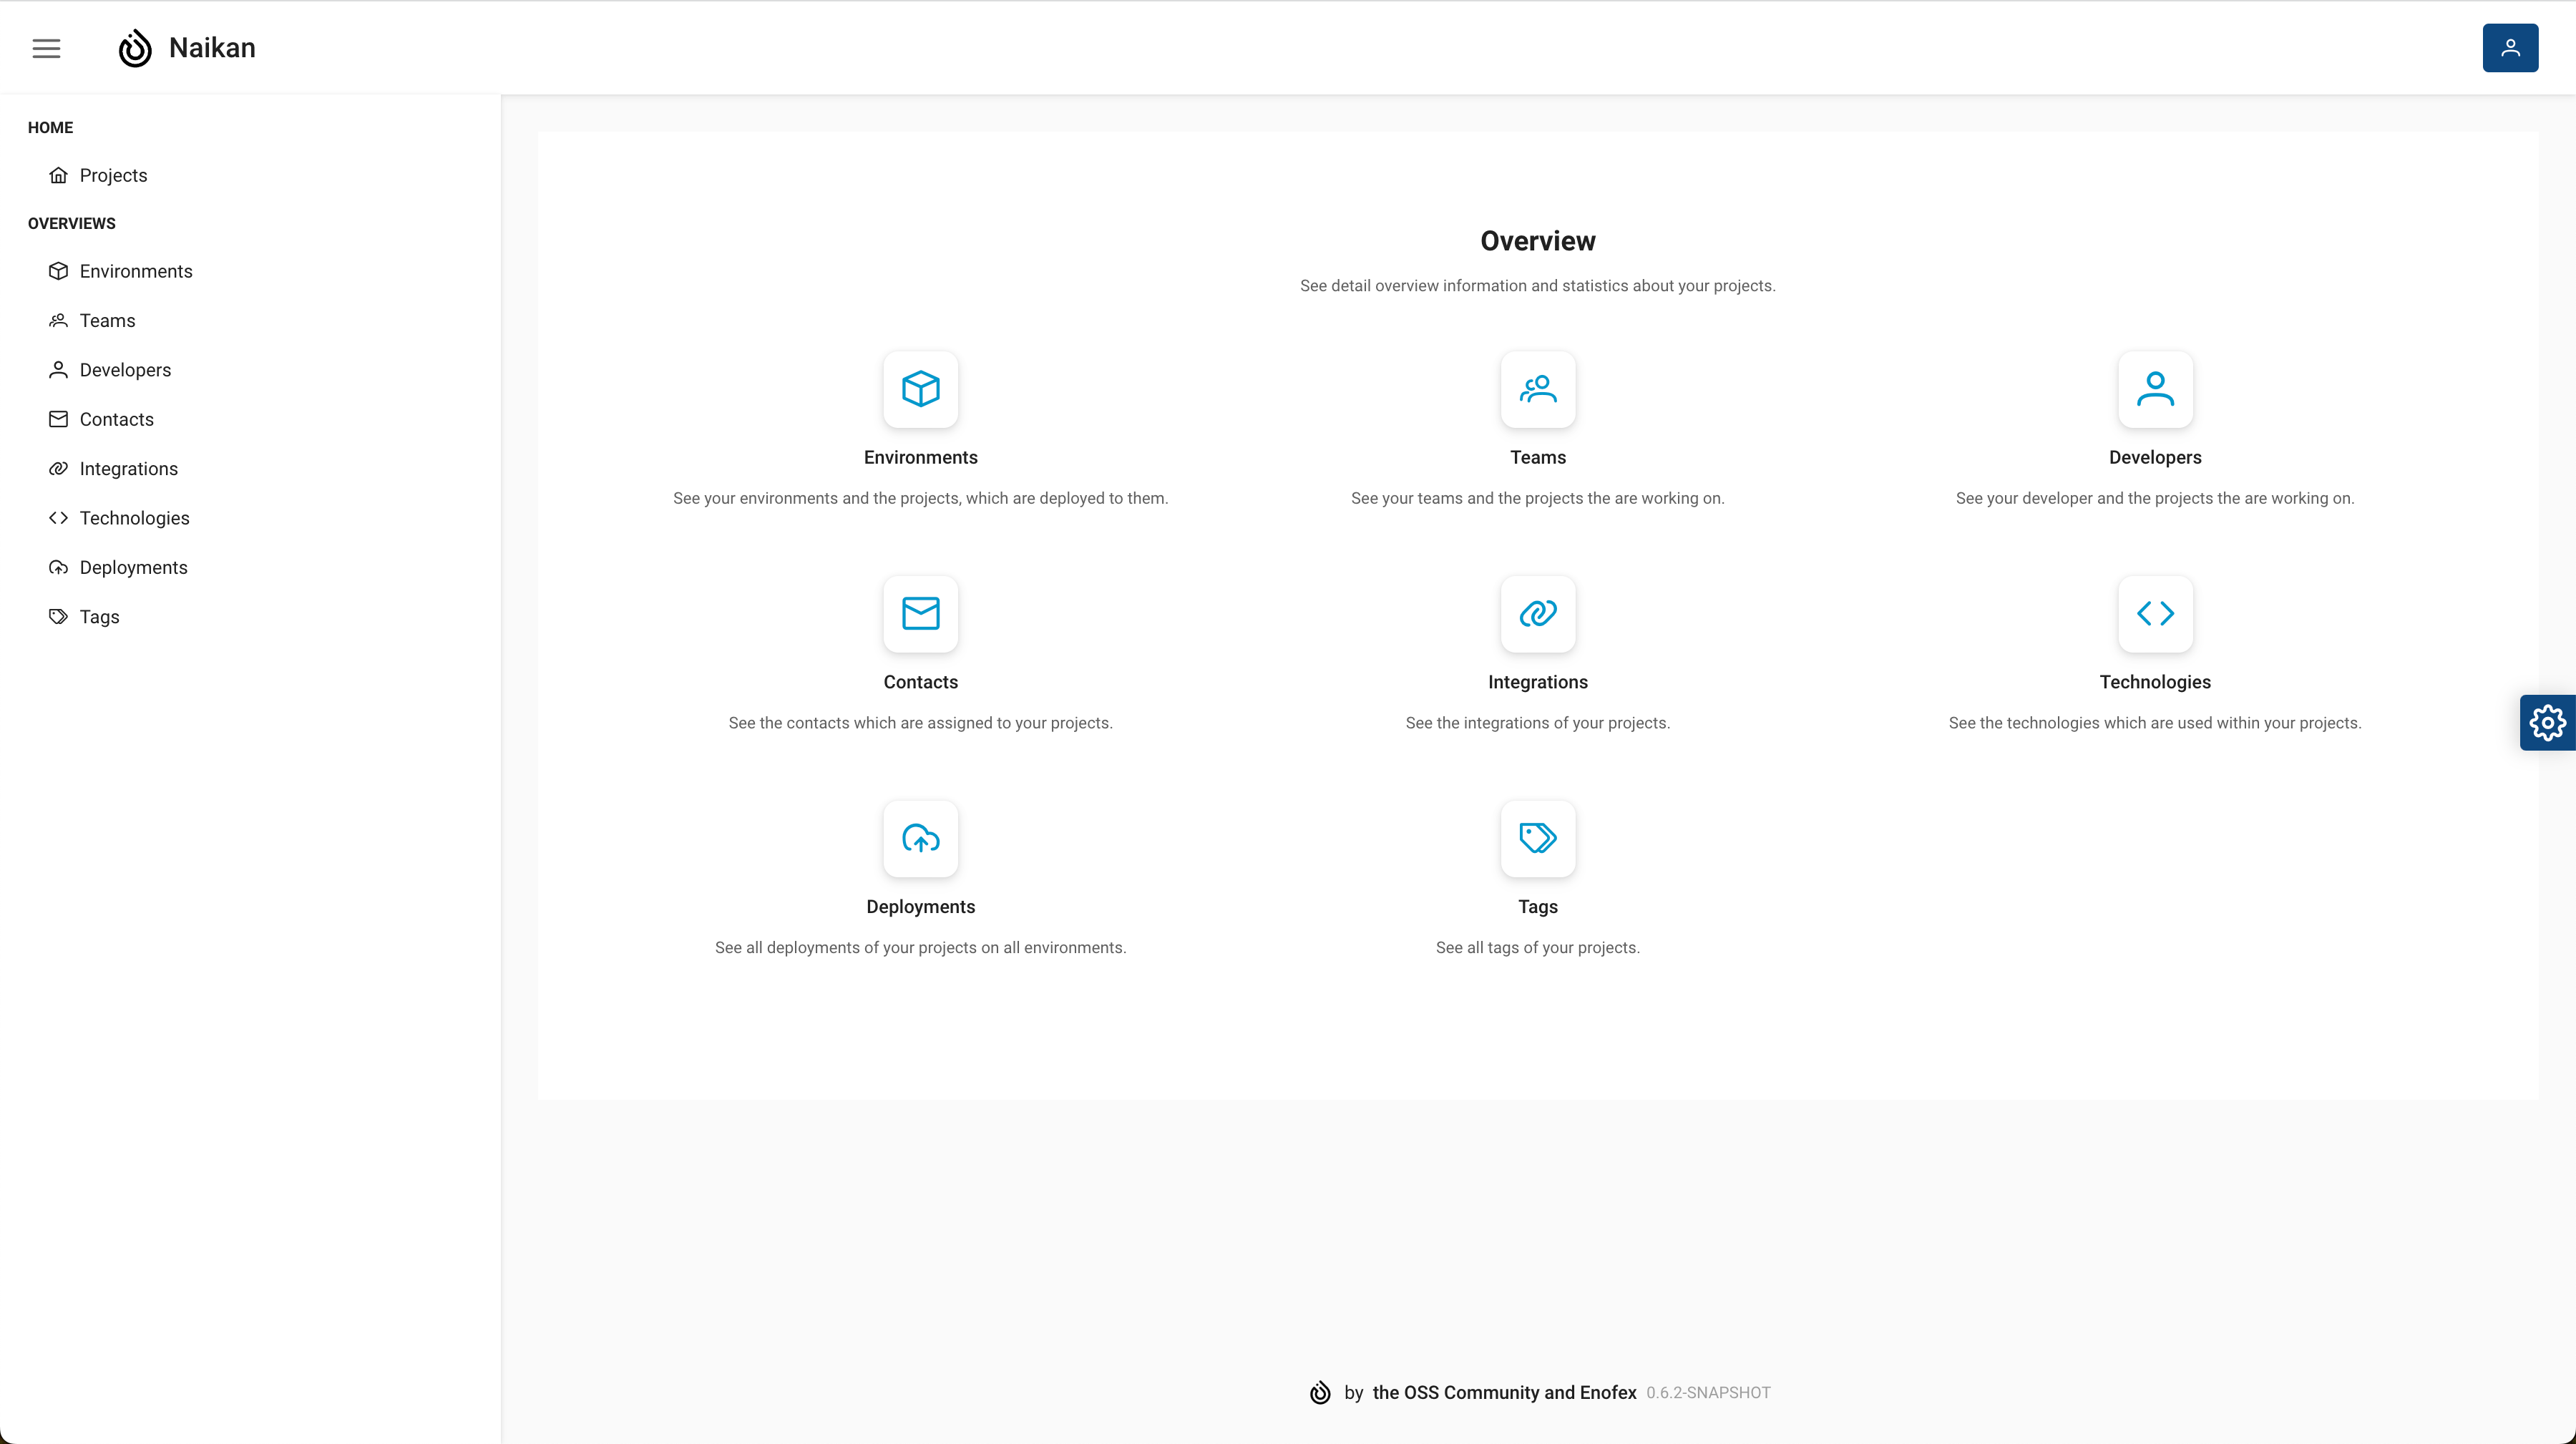 Naikan
HOME
Projects
OVERVIEWS
Environments
Teams
Developers
Contacts
Integrations
Technologies
Deployments
Tags
Overview
See detail overview information and statistics about your projects.
Environments
See your environments and the projects, which are deployed to them.
Teams
See your teams and the projects the are working on.
Developers
See your developer and the projects the are working on.
Contacts
See the contacts which are assigned to your projects.
Integrations
See the integrations of your projects.
Technologies
See the technologies which are used within your projects.
Deployments
See all deployments of your projects on all environments.
Tags
See all tags of your projects.
by the OSS Community and Enofex 0.6.2-SNAPSHOT